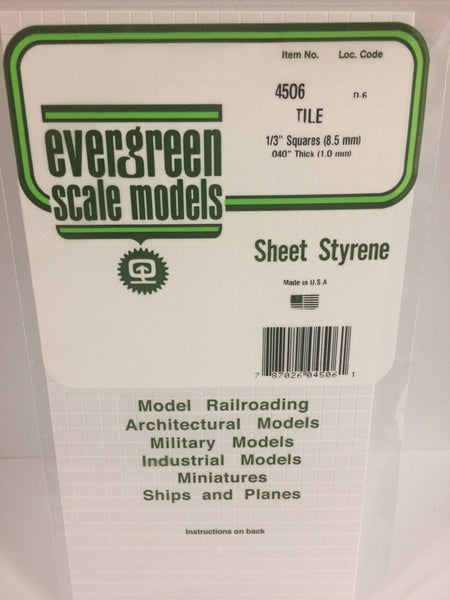 Item No. Loc. Code
4506 D-6
TILE
1/3" Squares (8.5 mm)
.040" Thick (1.0 mm)
evergreen
scale models
Sheet Styrene
Made in U.S.A
7 87026 04506 1
Model Railroading
Architectural Models
Military Models
Industrial Models
Miniatures
Ships and Planes
Instructions on back